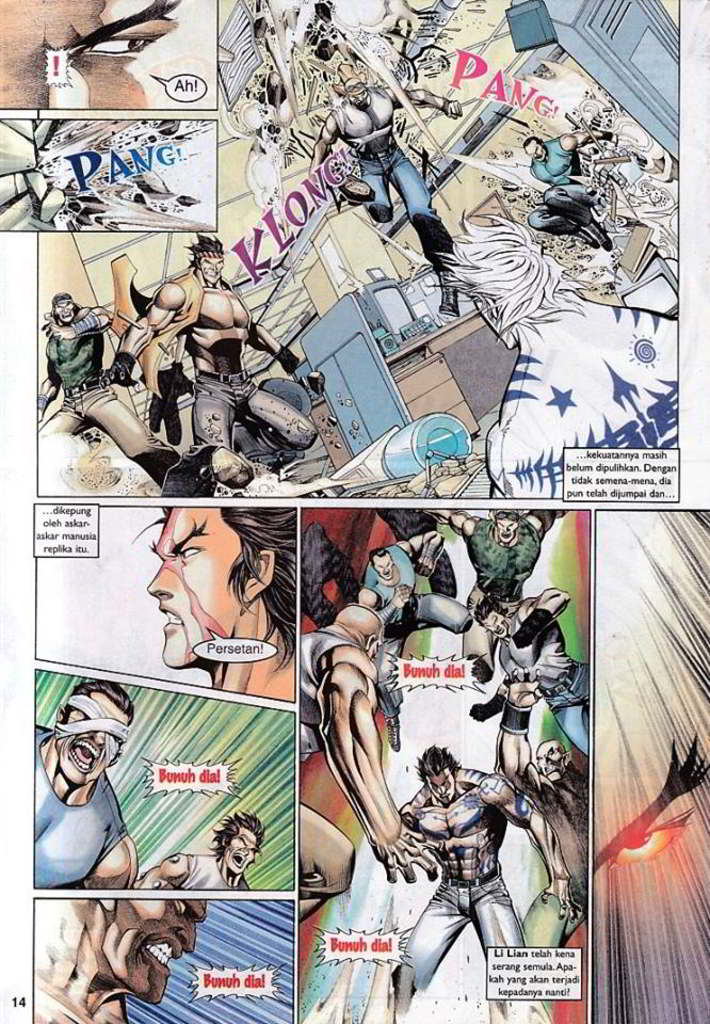 !
Ah!
PANG!
KLONG!
PANG!
...kekuatannya masih
belum dipulihkan. Dengan
tidak semena-mena, dia
pun telah dijumpai dan...
...dikepung
oleh askar-
askar manusia
replika itu.
Persetan!
Bunuh dia!
Bunuh dia!
Bunuh dia!
Bunuh dia!
Li Lian telah kena
serang semula. Apa-
kah yang akan terjadi
kepadanya nanti?
14